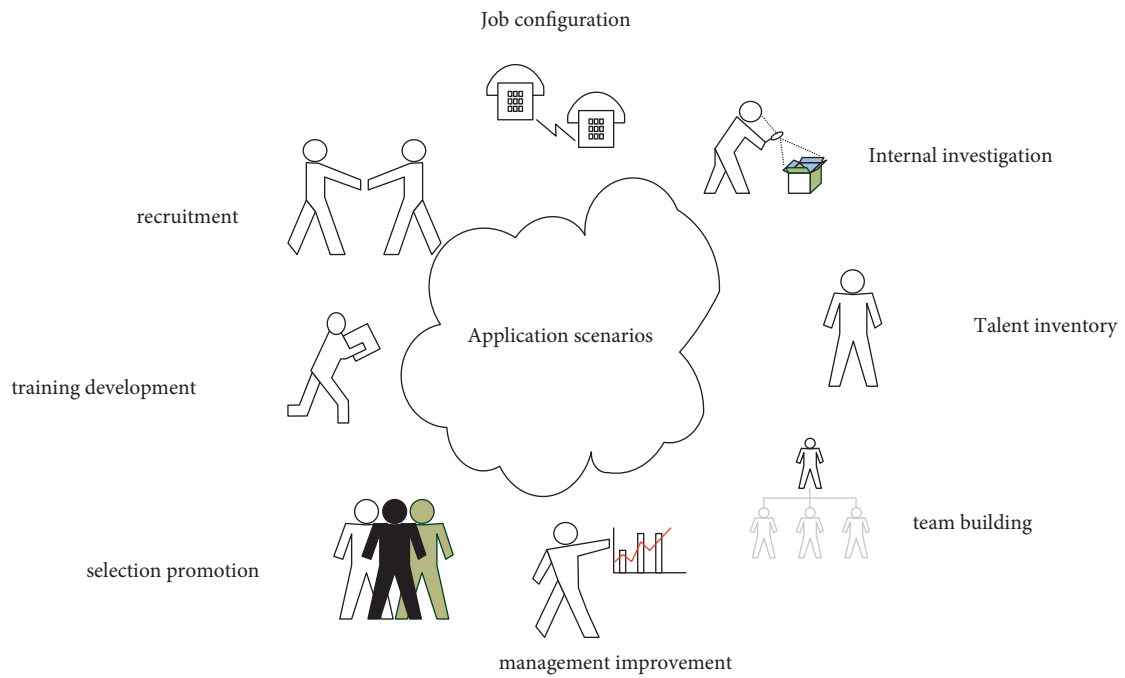 Job configuration
Internal investigation
recruitment
Talent inventory
Application scenarios
training development
team building
selection promotion
management improvement